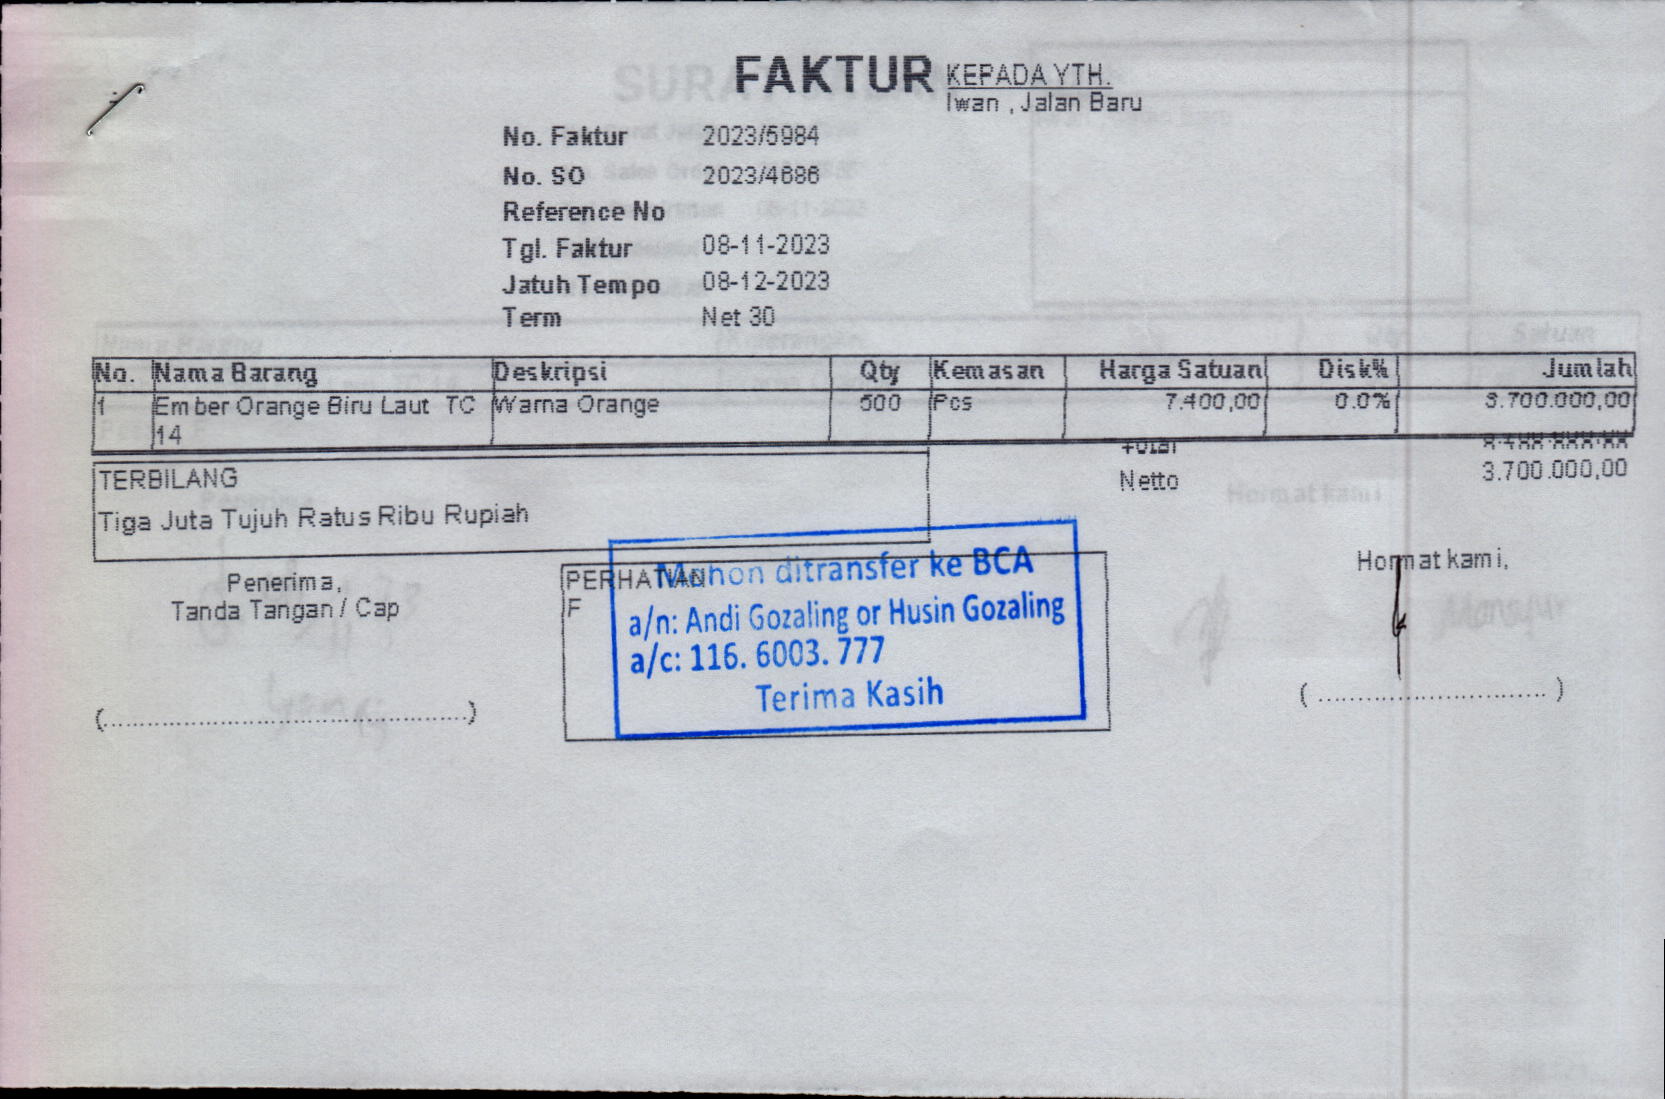 FAKTUR
KEPADA YTH.
Iwan , Jalan Baru
No. Faktur 2023/5984
No. SO 2023/4686
Reference No
Tgl. Faktur 08-11-2023
Jatuh Tempo 08-12-2023
Term Net 30
No. Nama Barang Deskripsi Qty Kemasan Harga Satuan Disk% Jumlah
1 Ember Orange Biru Laut TC Warna Orange 500 Pcs 7.400,00 0.0% 3.700.000,00
14
Total
Netto 3.700.000,00
TERBILANG
Tiga Juta Tujuh Ratus Ribu Rupiah
Penerima,
Tanda Tangan / Cap
(..........................................)
PERHATIAN
F
Mohon ditransfer ke BCA
a/n: Andi Gozaling or Husin Gozaling
a/c: 116. 6003. 777
Terima Kasih
Hormat kami,
( .......................... )